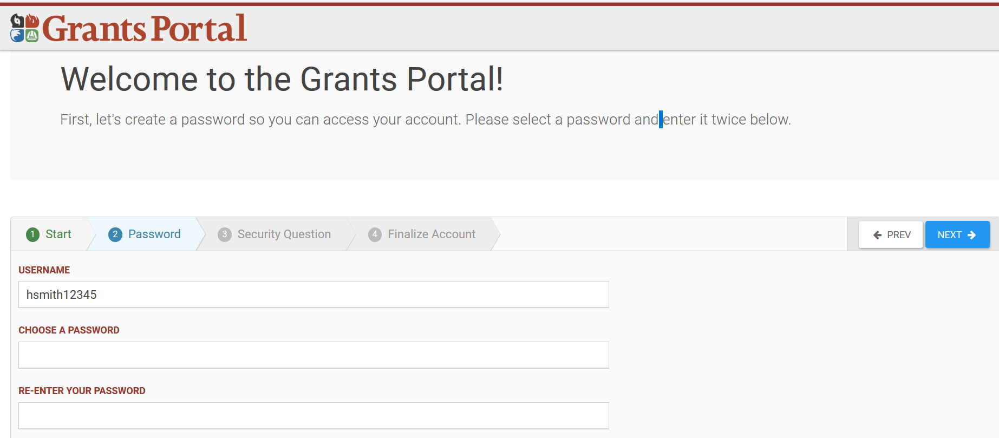 Grants Portal
Welcome to the Grants Portal!
First, let's create a password so you can access your account. Please select a password and enter it twice below.
1 Start 2 Password 3 Security Question 4 Finalize Account PREV NEXT
USERNAME
hsmith12345
CHOOSE A PASSWORD
RE-ENTER YOUR PASSWORD